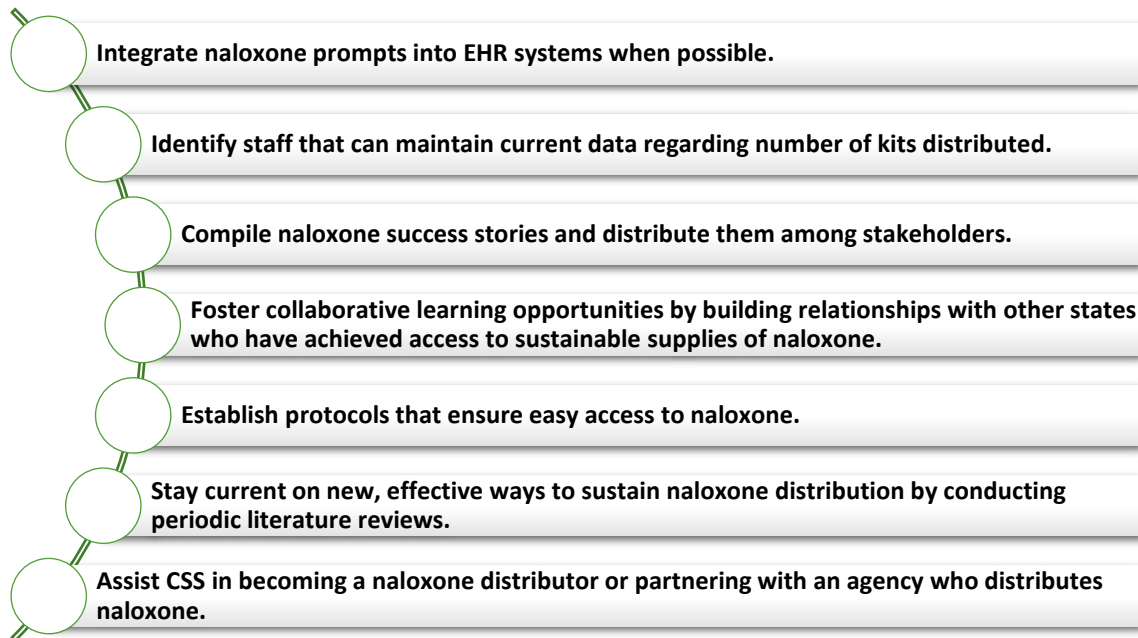 Integrate naloxone prompts into EHR systems when possible.
Identify staff that can maintain current data regarding number of kits distributed.
Compile naloxone success stories and distribute them among stakeholders.
Foster collaborative learning opportunities by building relationships with other states
who have achieved access to sustainable supplies of naloxone.
Establish protocols that ensure easy access to naloxone.
Stay current on new, effective ways to sustain naloxone distribution by conducting
periodic literature reviews.
Assist CSS in becoming a naloxone distributor or partnering with an agency who distributes
naloxone.